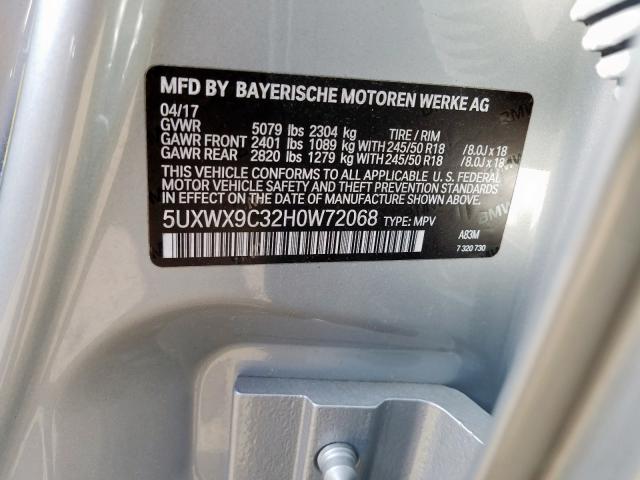 MFD BY BAYERISCHE MOTOREN WERKE AG
04/17
GVWR 5079 lbs 2304 kg TIRE / RIM
GAWR FRONT 2401 lbs 1089 kg WITH 245/50 R18 /8.0J x 18
GAWR REAR 2820 lbs 1279 kg WITH 245/50 R18 /8.0J x 18
THIS VEHICLE CONFORMS TO ALL APPLICABLE U. S. FEDERAL
MOTOR VEHICLE SAFETY AND THEFT PREVENTION STANDARDS
IN EFFECT ON THE DATE OF MANUFACTURE SHOWN ABOVE.
5UXWX9C32H0W72068 TYPE: MPV
A83M
7 320 730
BMW
BMW